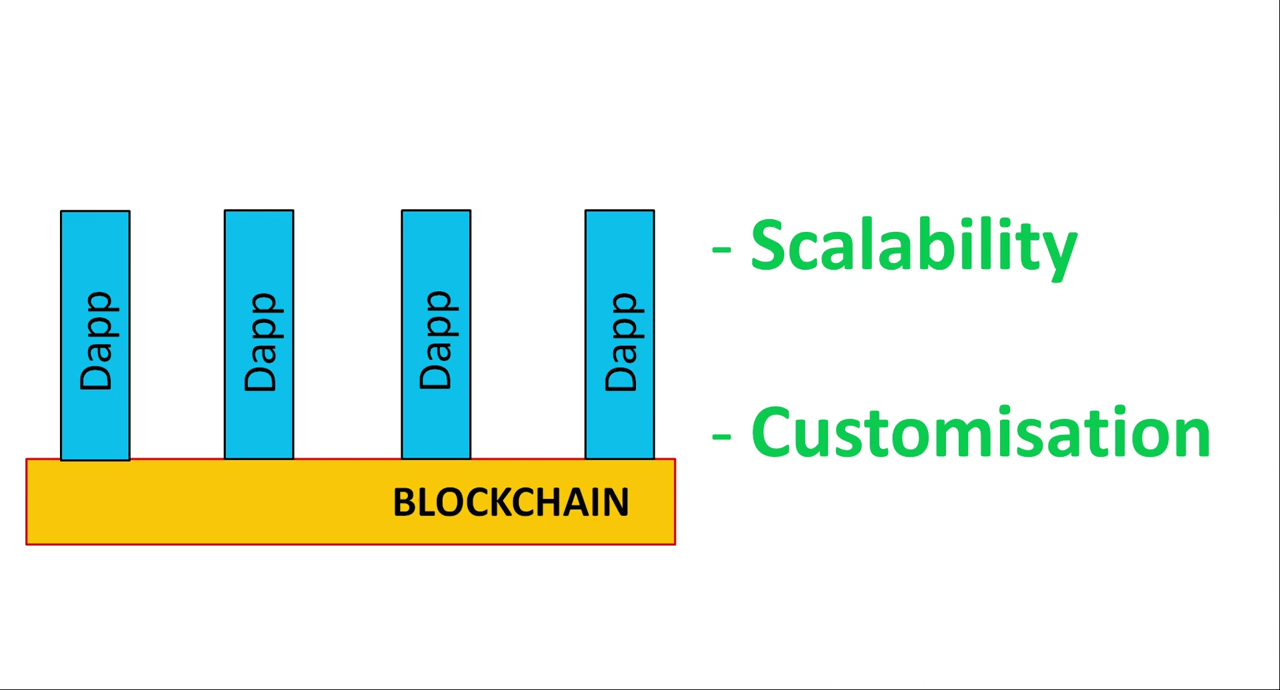 Dapp
Dapp
Dapp
Dapp
BLOCKCHAIN
- Scalability
- Customisation